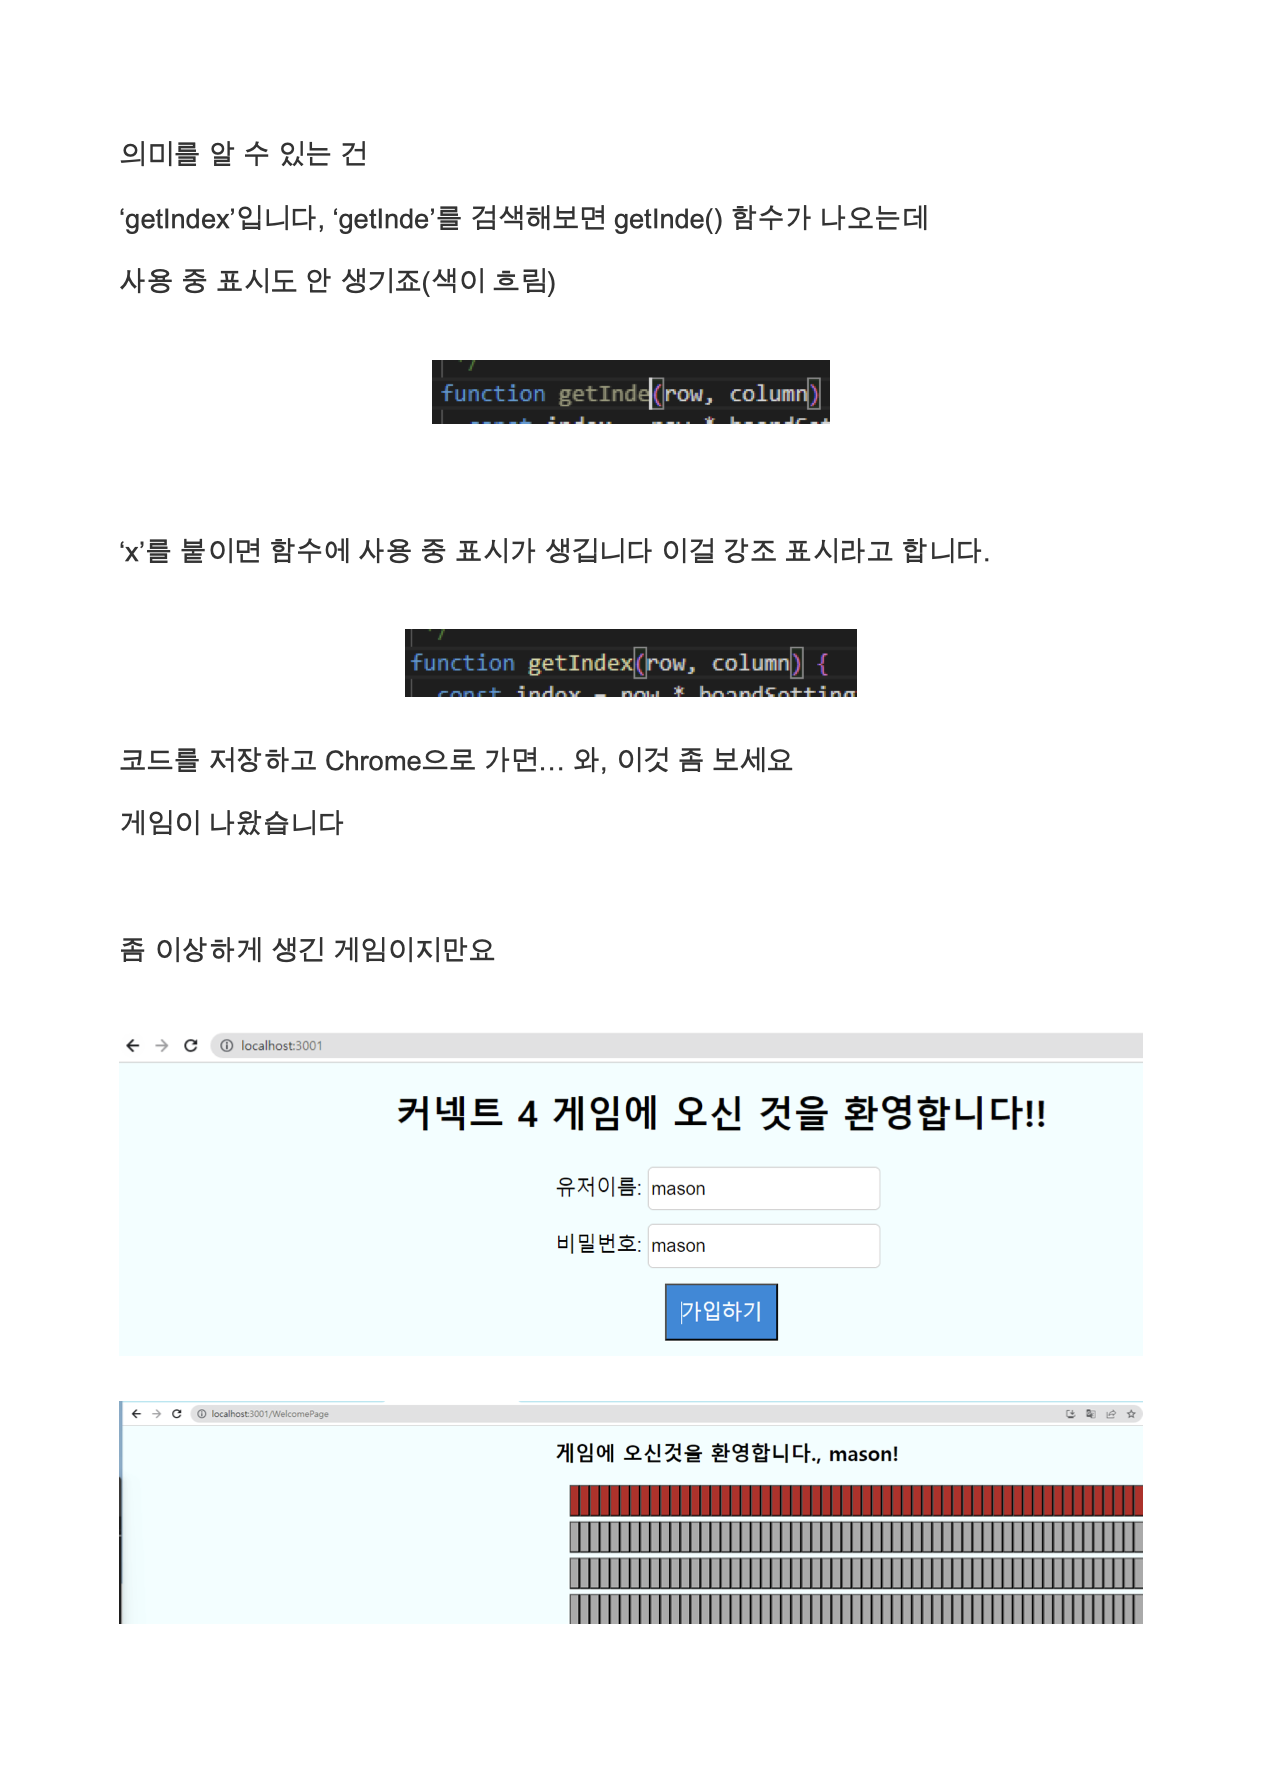 의미를 알 수 있는 건
‘getIndex’입니다, ‘getInde’를 검색해보면 getInde() 함수가 나오는데
사용 중 표시도 안 생기죠(색이 흐림)
function getInde(row, column)
‘x’를 붙이면 함수에 사용 중 표시가 생깁니다 이걸 강조 표시라고 합니다.
function getIndex(row, column) {
const index = row * boardSetting
코드를 저장하고 Chrome으로 가면... 와, 이것 좀 보세요
게임이 나왔습니다
좀 이상하게 생긴 게임이지만요
localhost:3001
커넥트 4 게임에 오신 것을 환영합니다!!
유저이름: mason
비밀번호: mason
가입하기
localhost:3001/WelcomePage
게임에 오신것을 환영합니다., mason!